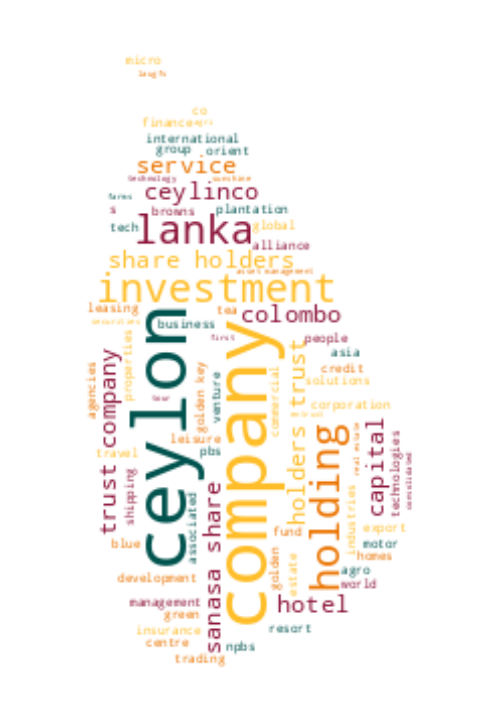 micro
laugfs
co
finance
international
group orient
service
technology sunshine
farms ceylinco
s browns plantation
tech lanka global
alliance
share holders
asset management
investment
leasing tea colombo
securities business
first people
asia
credit
solutions
corporation
ceylon
company
holding
trust company
properties
agencies
tour
golden key
venture
commercial
holders trust
leisure
travel pbs
shipping
associated
sanasa share
capital
technologies
consolidated
real estate
industries
export
fund motor
homes
blue
golden
estate
agro
development world
management hotel
green
insurance resort
centre npbs
trading